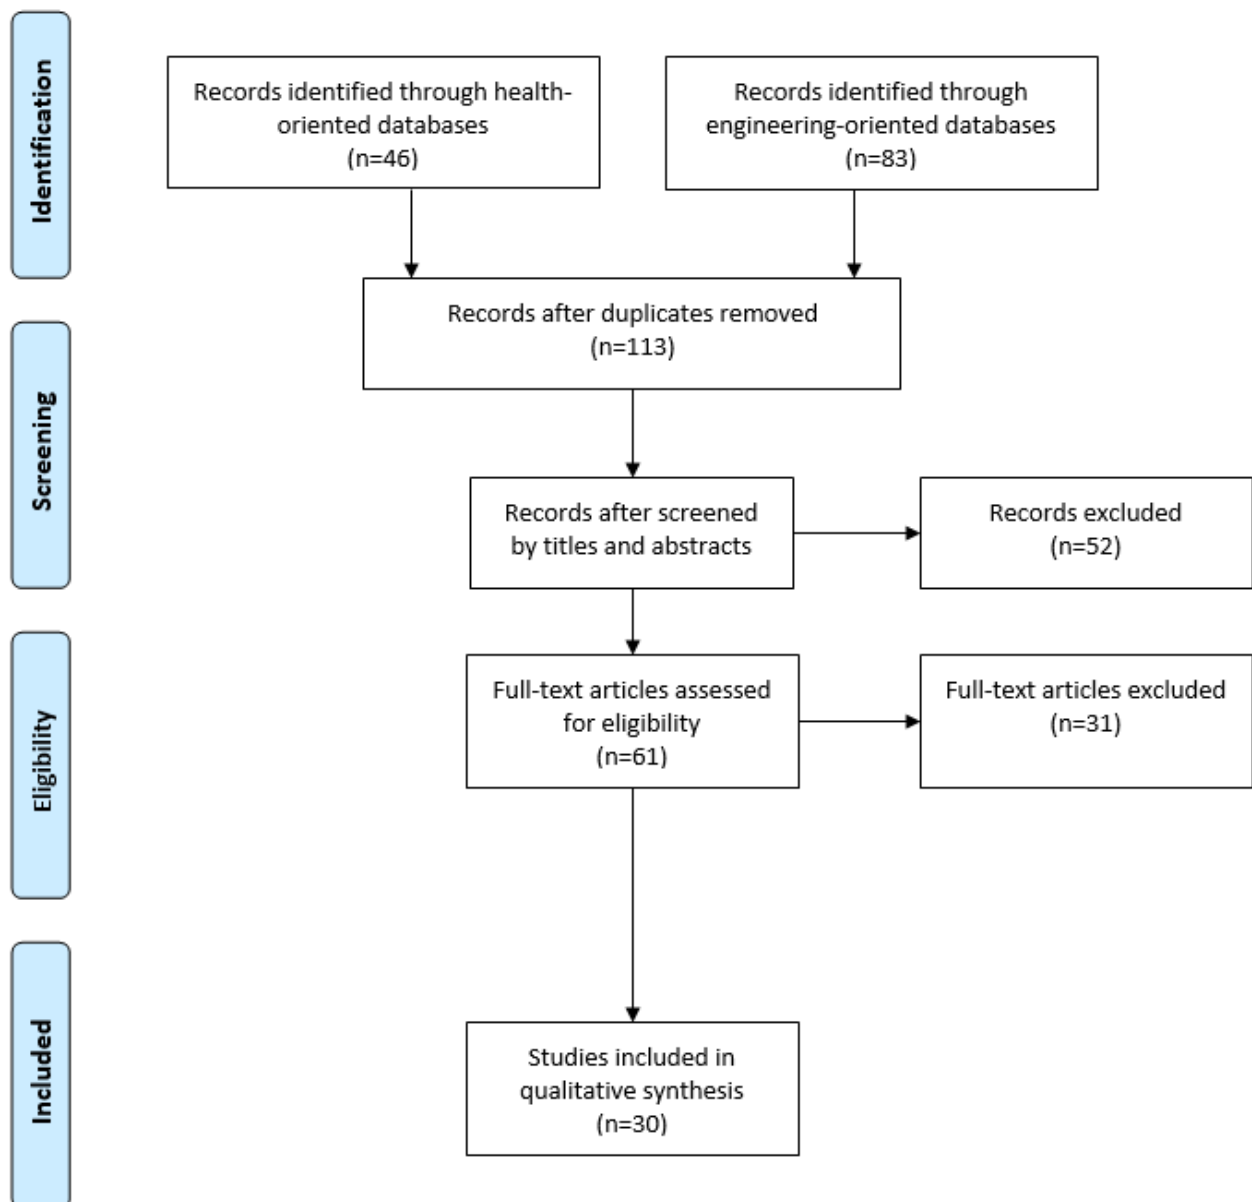 Identification
Records identified through health-
oriented databases
(n=46)
Records identified through
engineering-oriented databases
(n=83)
Records after duplicates removed
(n=113)
Screening
Records after screened
by titles and abstracts
Records excluded
(n=52)
Eligibility
Full-text articles assessed
for eligibility
(n=61)
Full-text articles excluded
(n=31)
Included
Studies included in
qualitative synthesis
(n=30)